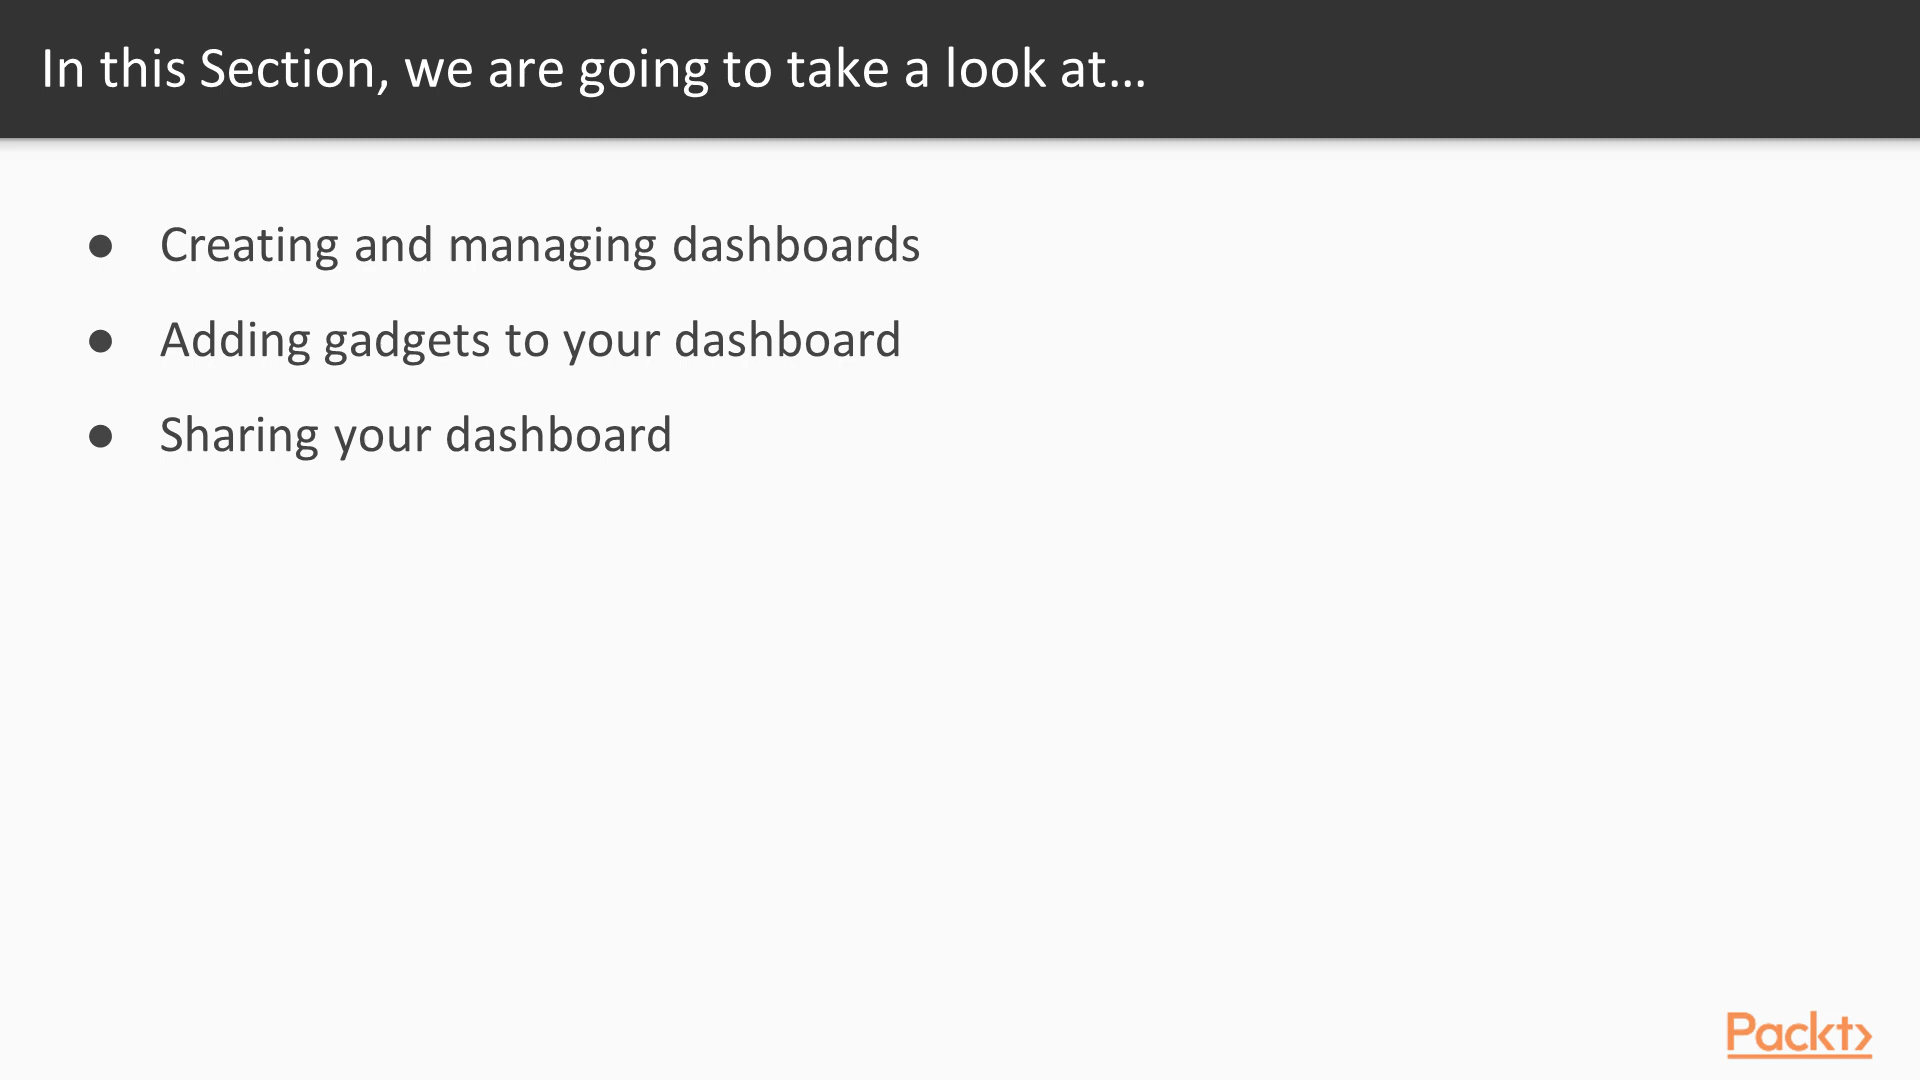 In this Section, we are going to take a look at...
● Creating and managing dashboards
● Adding gadgets to your dashboard
● Sharing your dashboard
Packt>